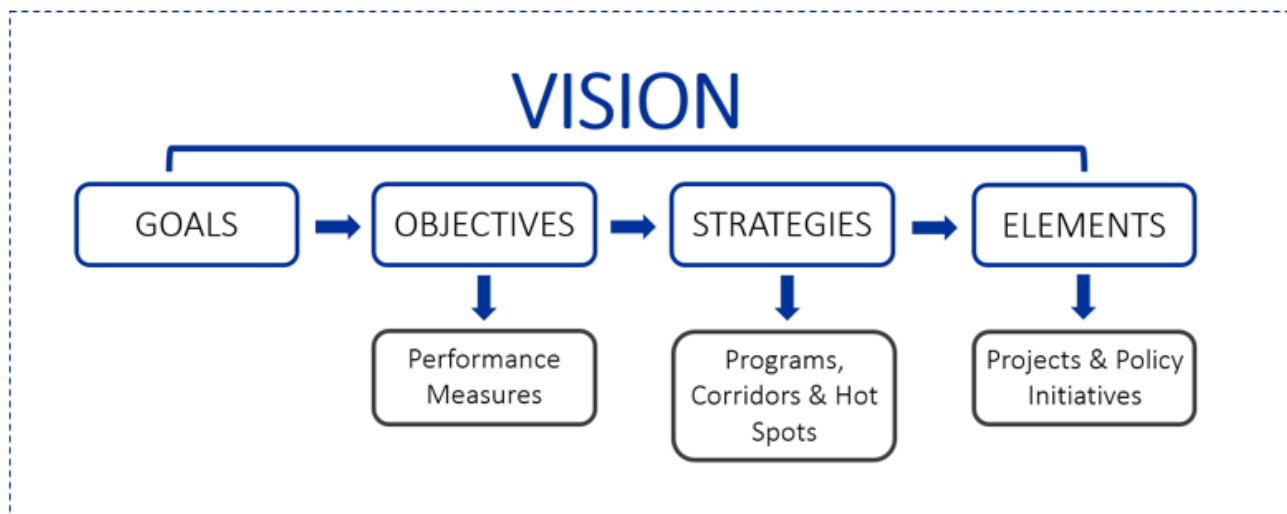 VISION
GOALS
OBJECTIVES
STRATEGIES
ELEMENTS
Performance
Measures
Programs,
Corridors & Hot
Spots
Projects & Policy
Initiatives